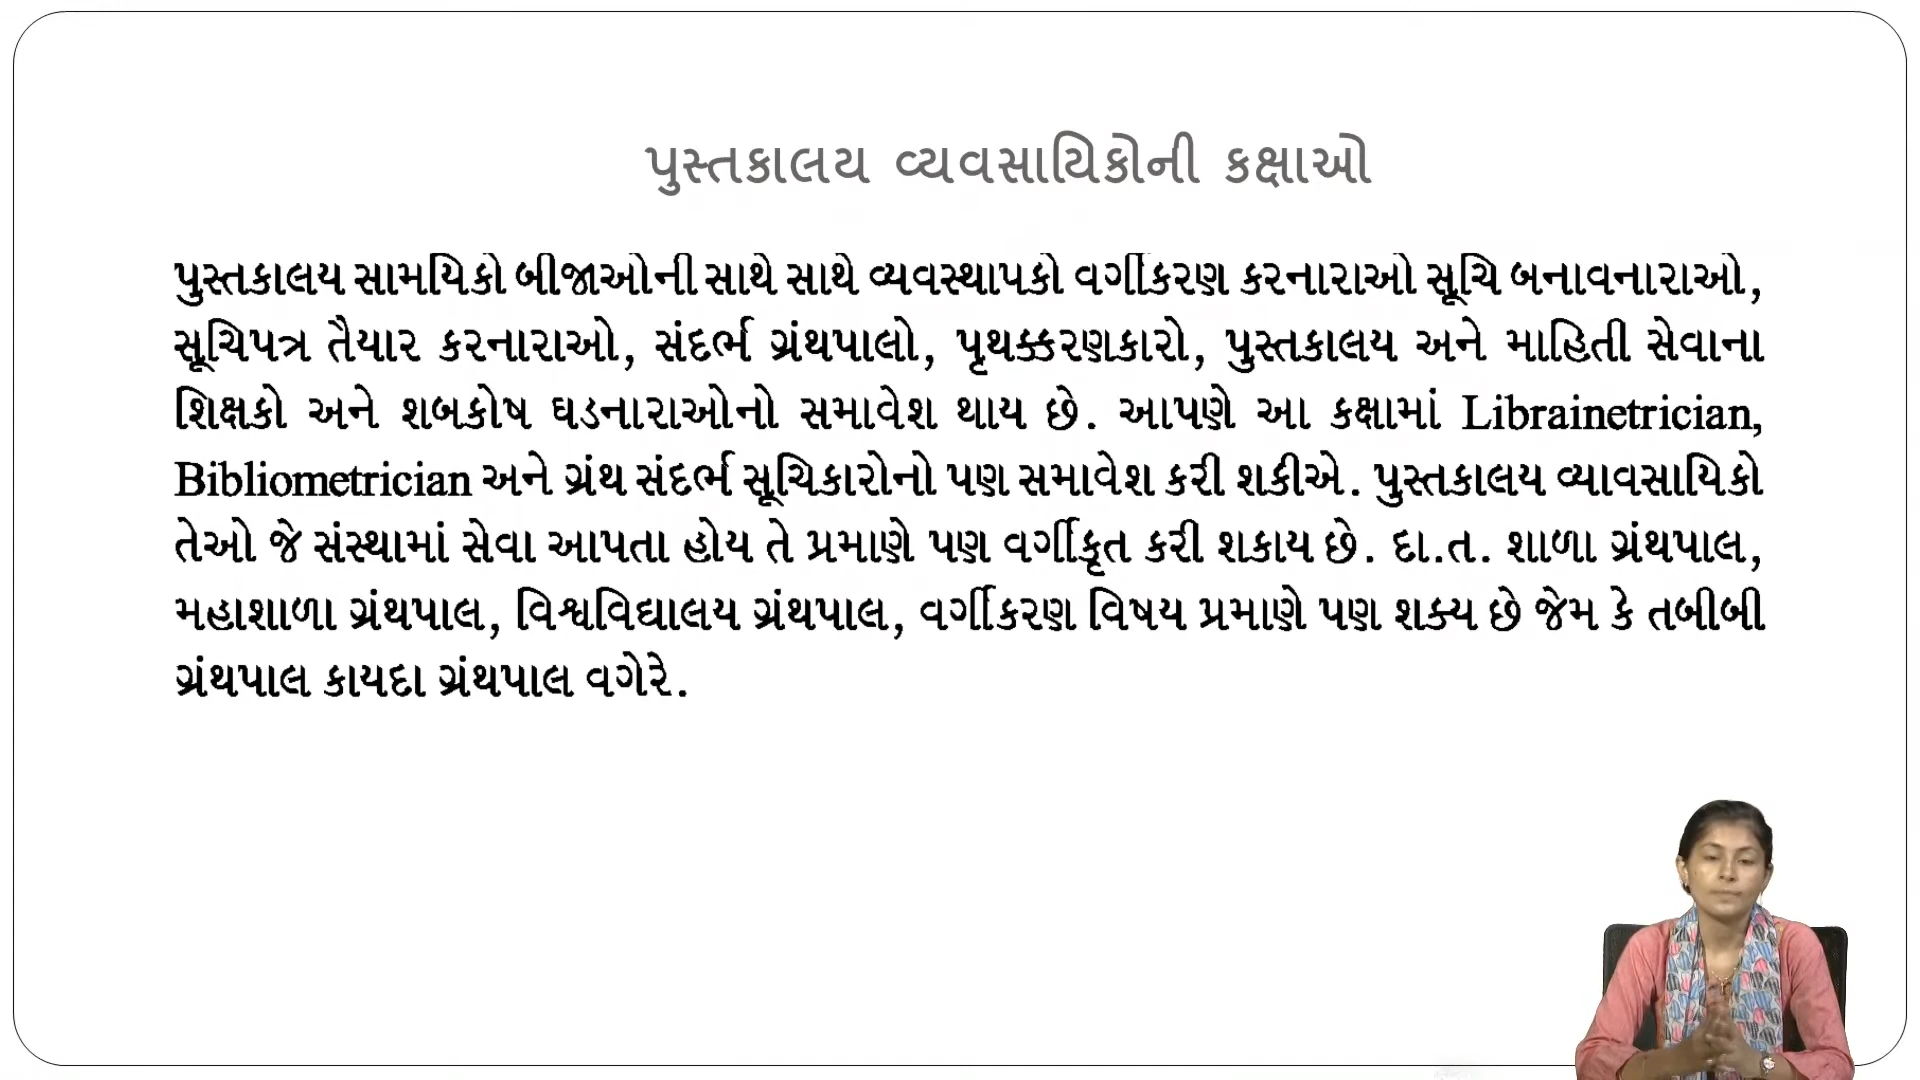 પુસ્તકાલય વ્યવસાયિકોની કક્ષાઓ
પુસ્તકાલય સામયિકો બીજાઓની સાથે સાથે વ્યવસ્થાપકો વર્ગીકરણ કરનારાઓ સૂચિ બનાવનારાઓ,
સૂચિપત્ર તૈયાર કરનારાઓ, સંદર્ભ ગ્રંથપાલો, પૃથક્કરણકારો, પુસ્તકાલય અને માહિતી સેવાના
શિક્ષકો અને શબકોષ ઘડનારાઓનો સમાવેશ થાય છે. આપણે આ કક્ષામાં Librainetrician,
Bibliometrician અને ગ્રંથ સંદર્ભ સૂચિકારોનો પણ સમાવેશ કરી શકીએ. પુસ્તકાલય વ્યાવસાયિકો
તેઓ જે સંસ્થામાં સેવા આપતા હોય તે પ્રમાણે પણ વર્ગીકૃત કરી શકાય છે. દા.ત. શાળા ગ્રંથપાલ,
મહાશાળા ગ્રંથપાલ, વિશ્વવિદ્યાલય ગ્રંથપાલ, વર્ગીકરણ વિષય પ્રમાણે પણ શક્ય છે જેમ કે તબીબી
ગ્રંથપાલ કાયદા ગ્રંથપાલ વગેરે.